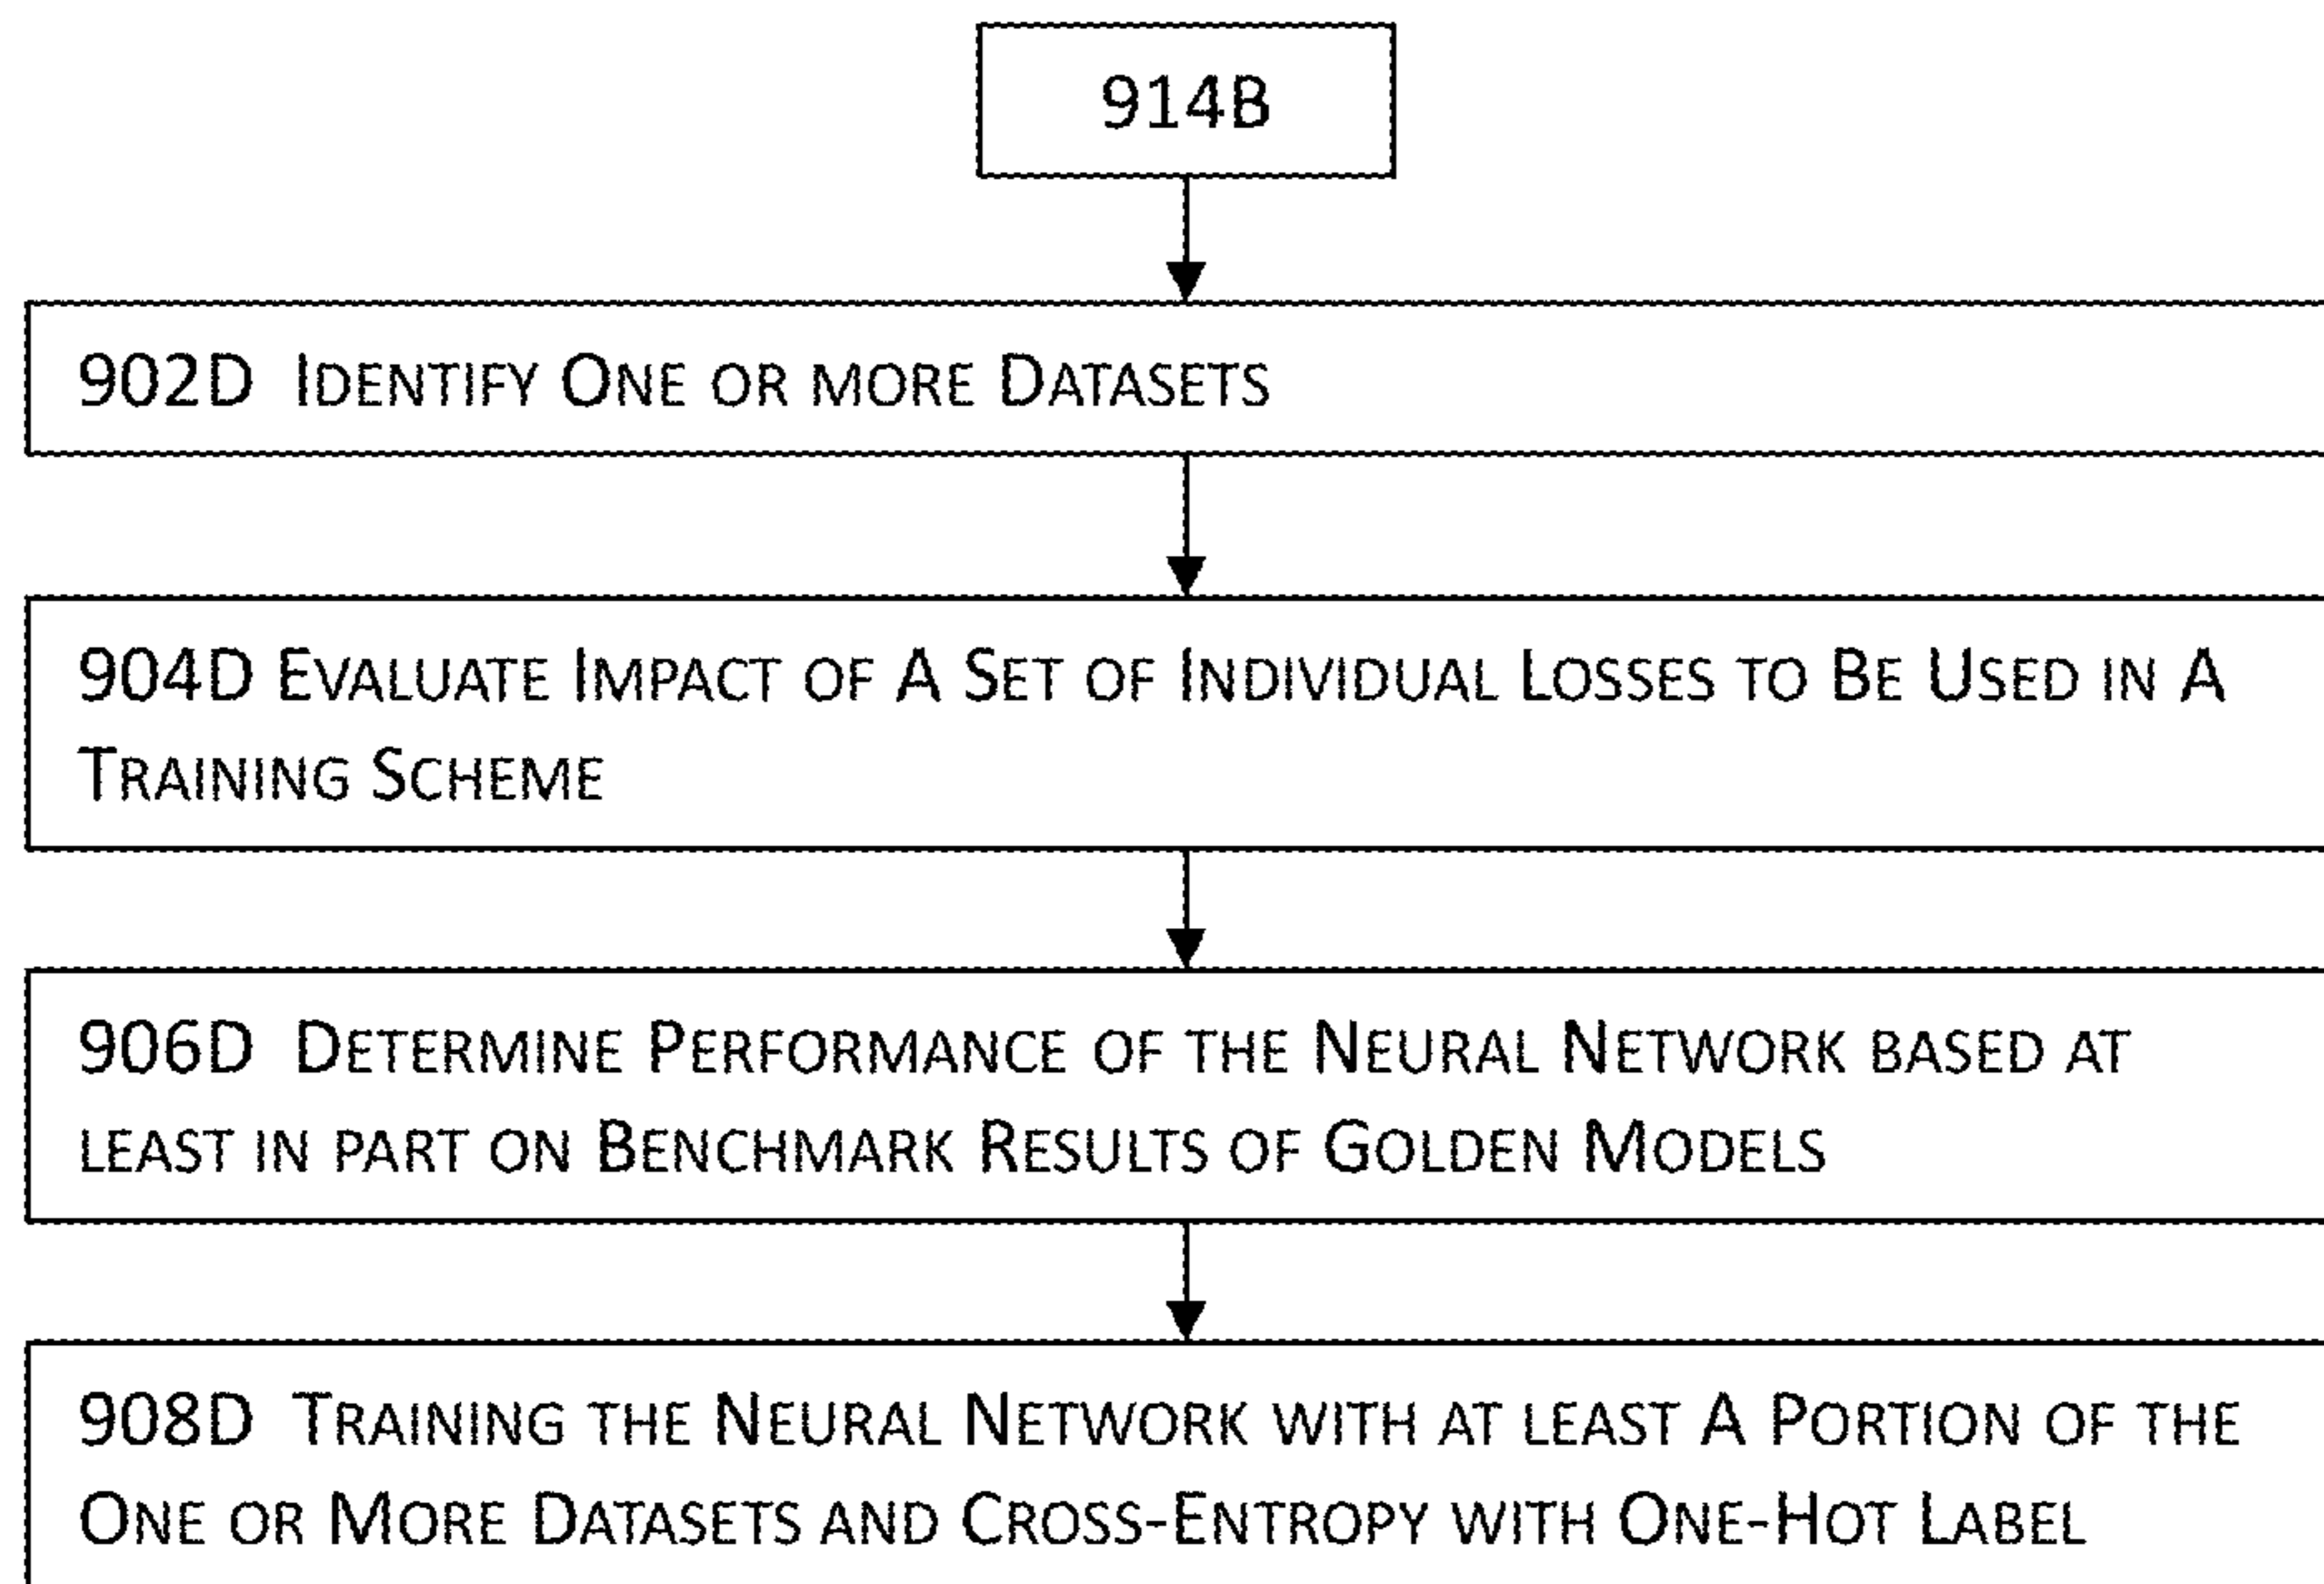 914B
902D Identify One or more Datasets
904D Evaluate Impact of A Set of Individual Losses to Be Used in A
Training Scheme
906D Determine Performance of the Neural Network based at
least in part on Benchmark Results of Golden Models
908D Training the Neural Network with at least A Portion of the
One or More Datasets and Cross-Entropy with One-Hot Label